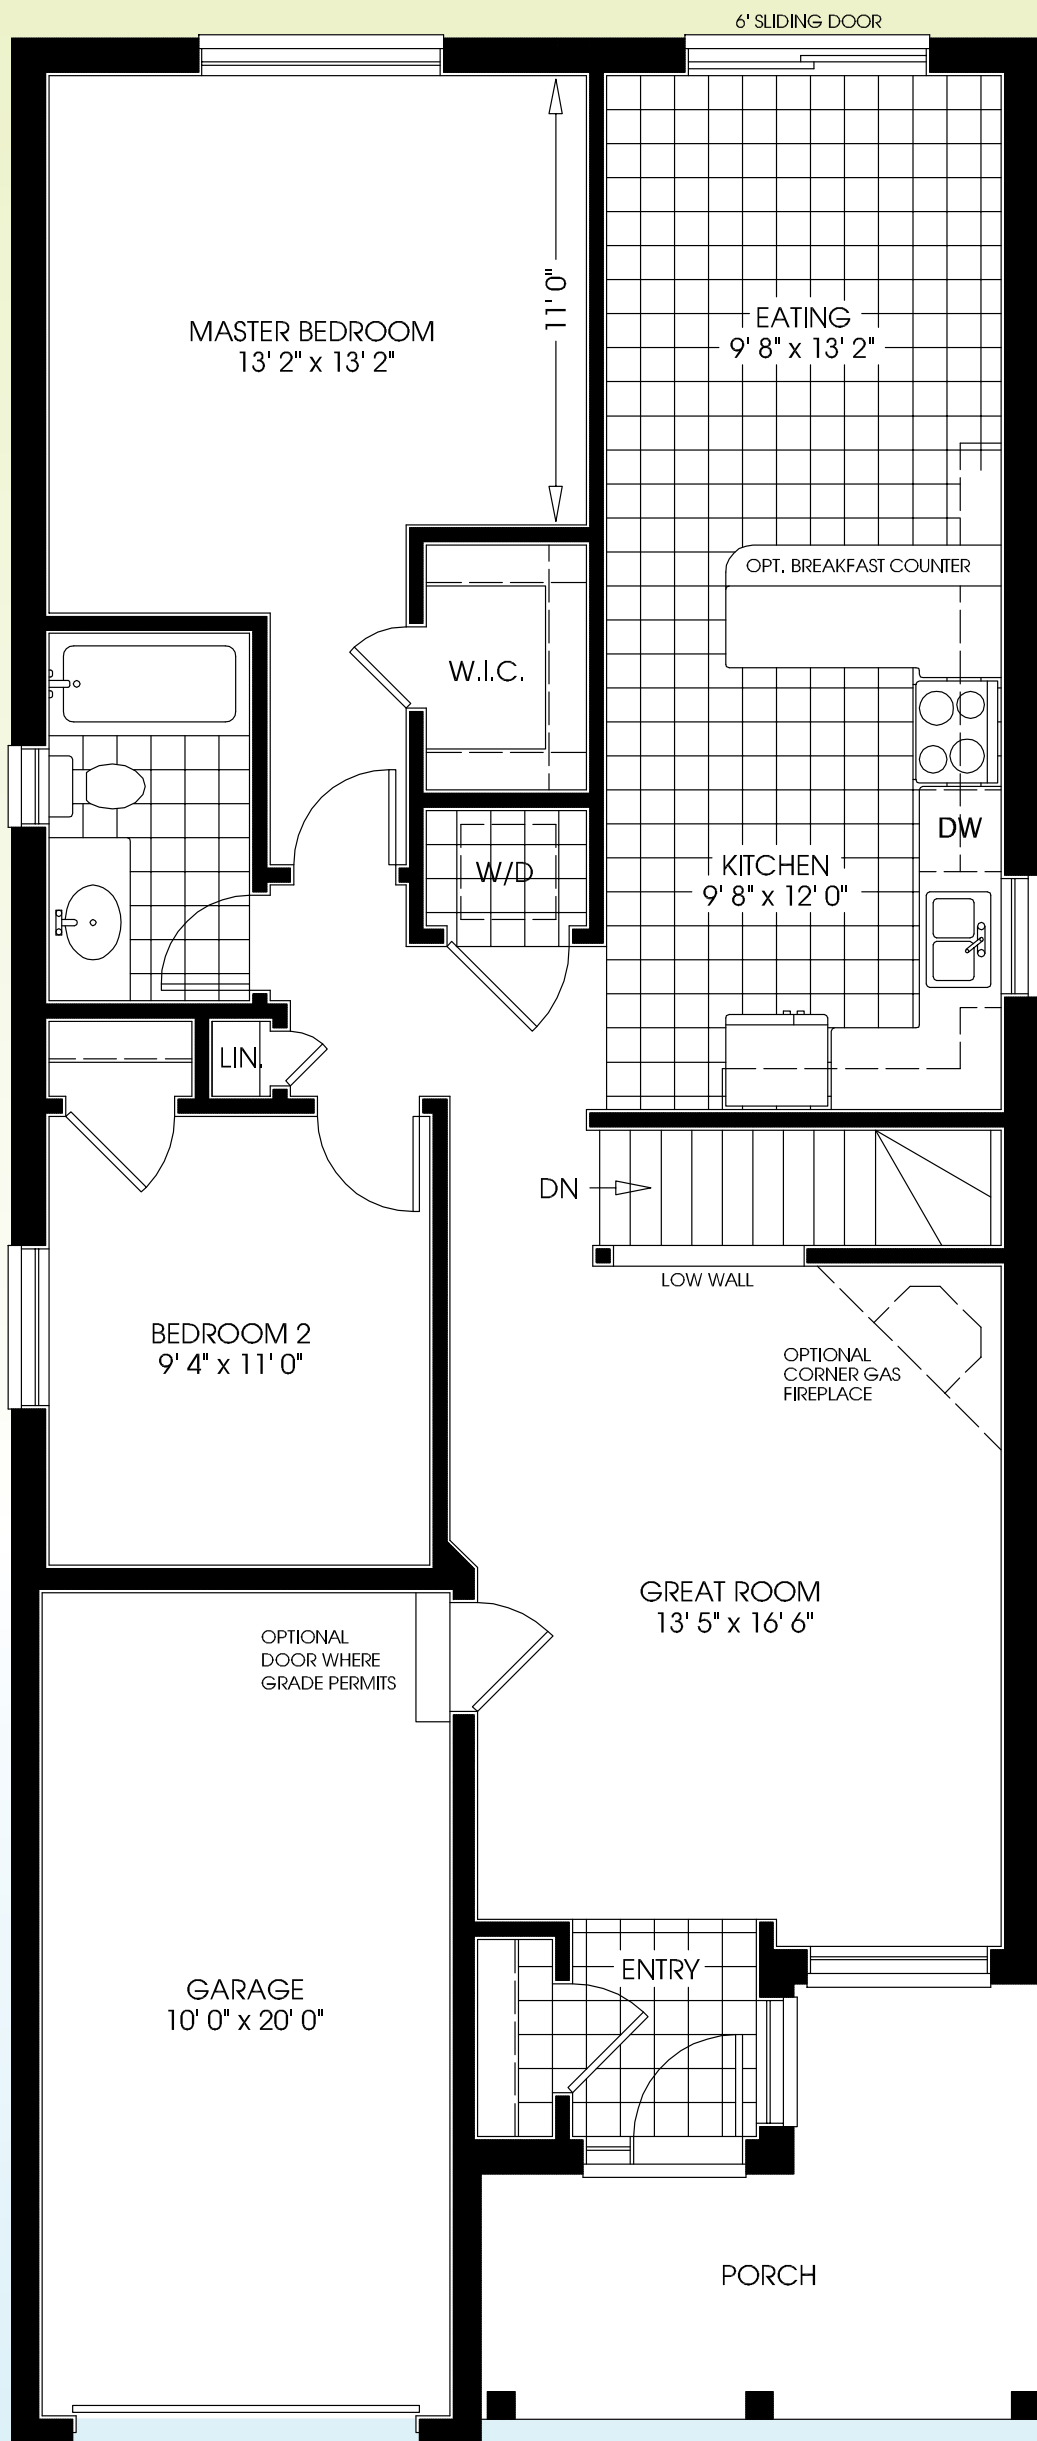 6' SLIDING DOOR
MASTER BEDROOM
13' 2" x 13' 2"
11' 0"
EATING
9' 8" x 13' 2"
OPT. BREAKFAST COUNTER
W.I.C.
DW
W/D
KITCHEN
9' 8" x 12' 0"
LIN.
DN
LOW WALL
BEDROOM 2
9' 4" x 11' 0"
OPTIONAL
CORNER GAS
FIREPLACE
GREAT ROOM
13' 5" x 16' 6"
OPTIONAL
DOOR WHERE
GRADE PERMITS
ENTRY
GARAGE
10' 0" x 20' 0"
PORCH